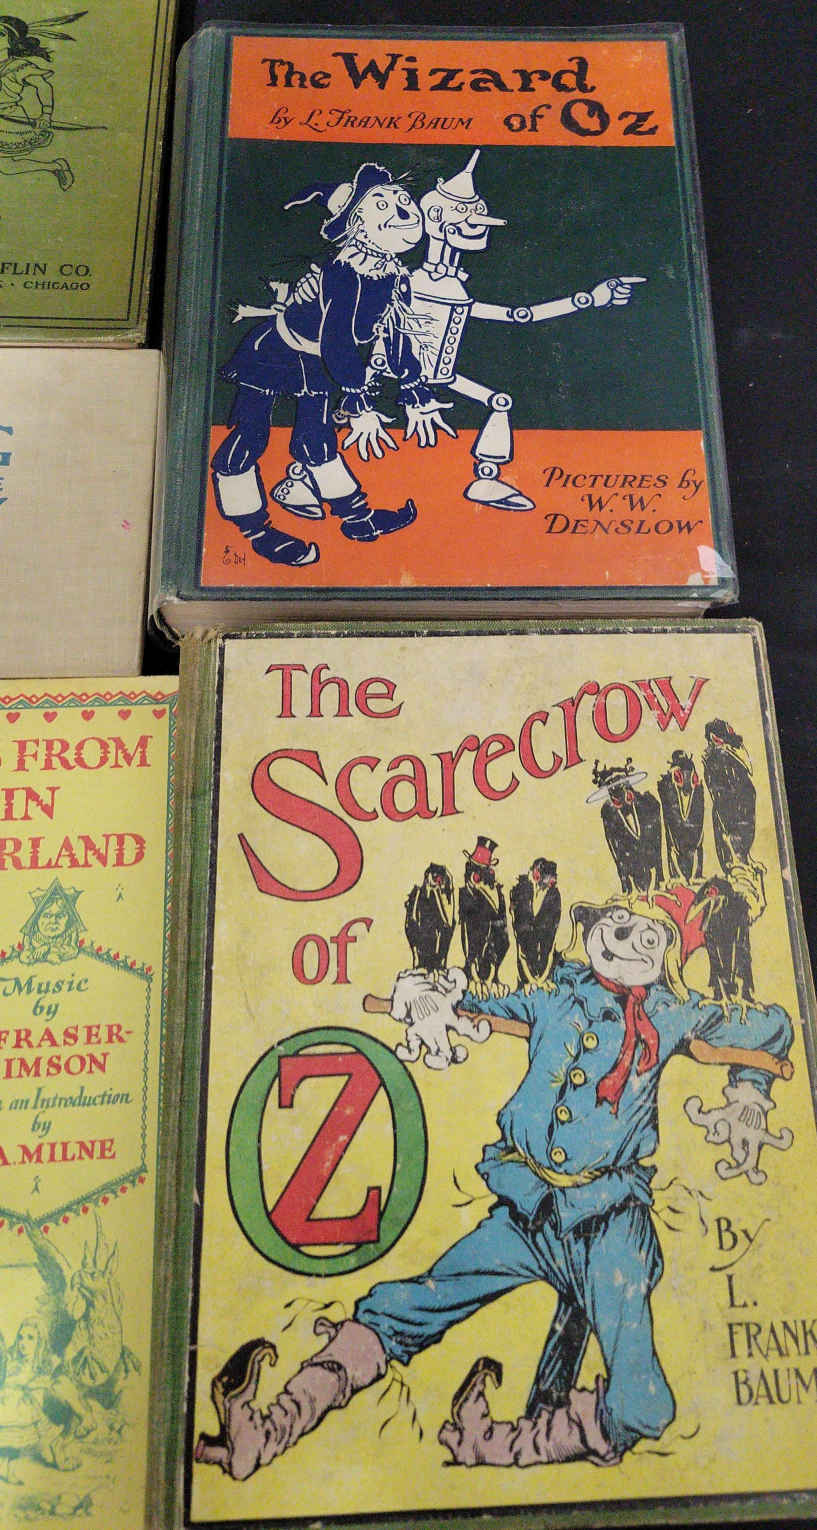 The Wizard
by L. Frank Baum of Oz
Pictures by
W. W.
Denslow
FLIN CO.
· CHICAGO
The
Scarecrow
of
OZ
By
L.
FRANK
BAUM
FROM
IN
RLAND
Music
by
FRASER-
IMSON
an Introduction
by
A. MILNE